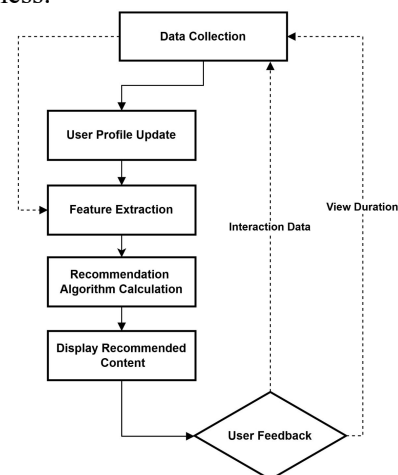 less.
Data Collection
User Profile Update
Feature Extraction
View Duration
Interaction Data
Recommendation
Algorithm Calculation
Display Recommended
Content
User Feedback